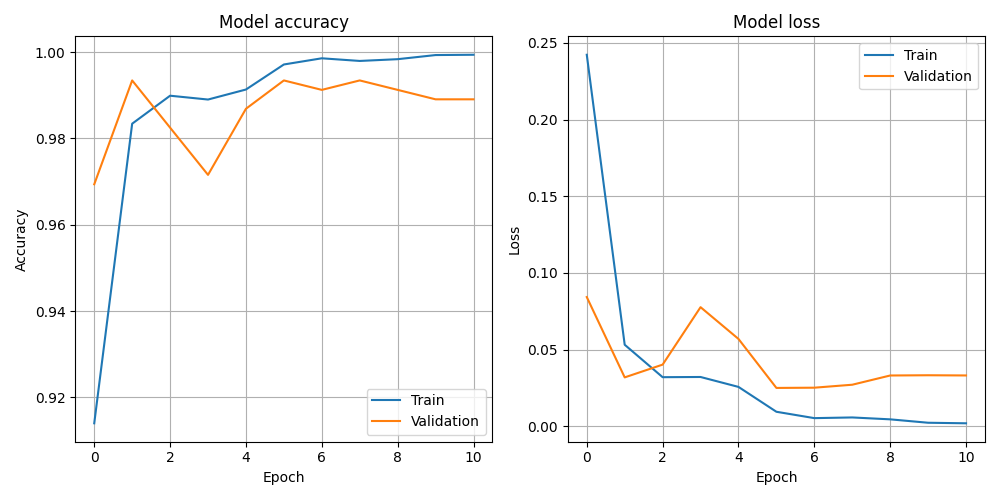 Model accuracy
1.00
0.98
0.96
0.94
0.92
Accuracy
0 2 4 6 8 10
Epoch
Train
Validation
Model loss
0.25
0.20
0.15
0.10
0.05
0.00
Loss
0 2 4 6 8 10
Epoch
Train
Validation